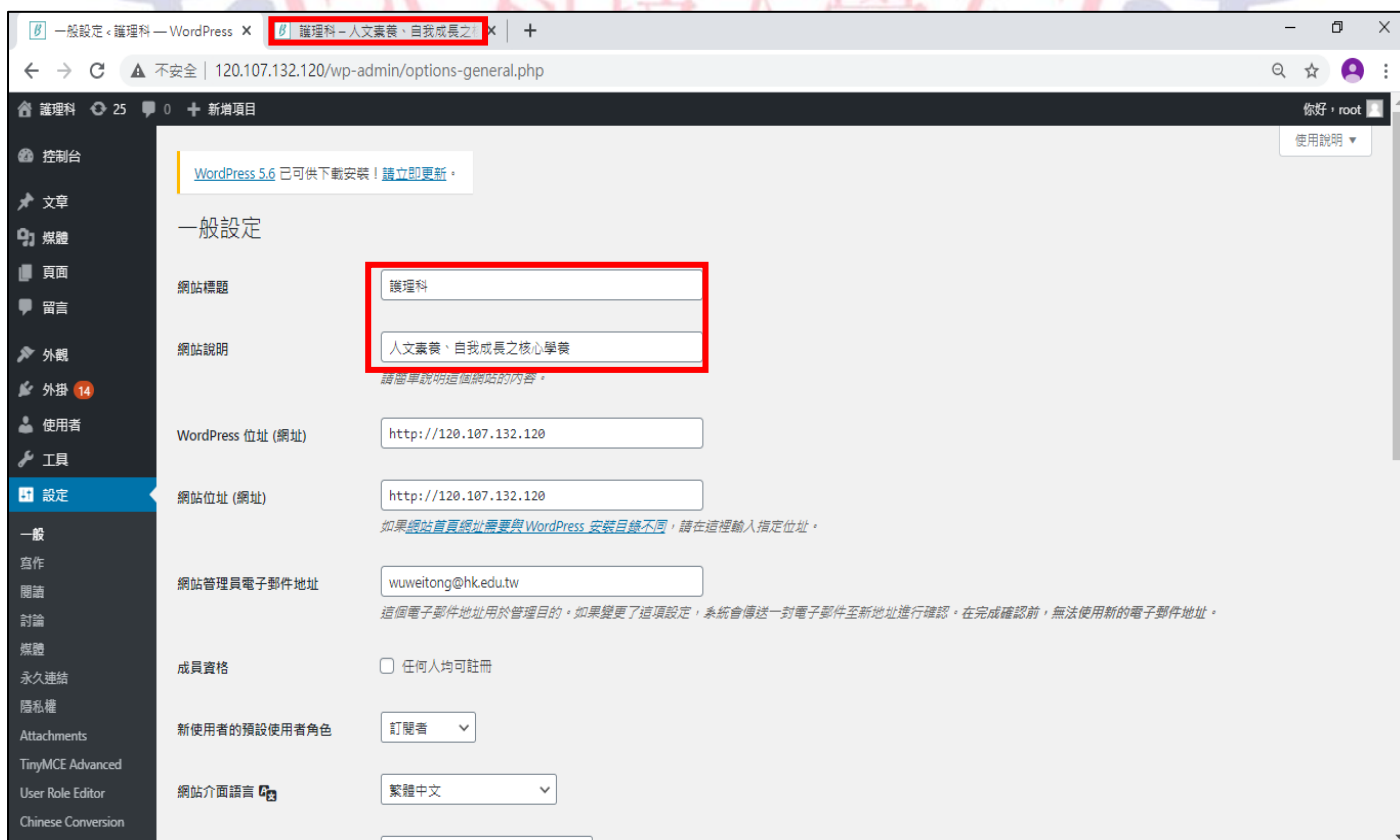 一般設定 ‹ 護理科 — WordPress
護理科 – 人文素養、自我成長之
不安全 | 120.107.132.120/wp-admin/options-general.php
護理科 25 0 新增項目 你好，root
使用說明
控制台
文章
媒體
頁面
留言
外觀
外掛 14
使用者
工具
設定
一般
寫作
閱讀
討論
媒體
永久連結
隱私權
Attachments
TinyMCE Advanced
User Role Editor
Chinese Conversion
WordPress 5.6 已可供下載安裝！請立即更新。
一般設定
網站標題 護理科
網站說明 人文素養、自我成長之核心學養
請簡單說明這個網站的內容。
WordPress 位址 (網址) http://120.107.132.120
網站位址 (網址) http://120.107.132.120
如果網站首頁網址需要與 WordPress 安裝目錄不同，請在這裡輸入指定位址。
網站管理員電子郵件地址 wuweitong@hk.edu.tw
這個電子郵件地址用於管理目的。如果變更了這項設定，系統會傳送一封電子郵件至新地址進行確認。在完成確認前，無法使用新的電子郵件地址。
成員資格 任何人均可註冊
新使用者的預設使用者角色 訂閱者
網站介面語言 繁體中文